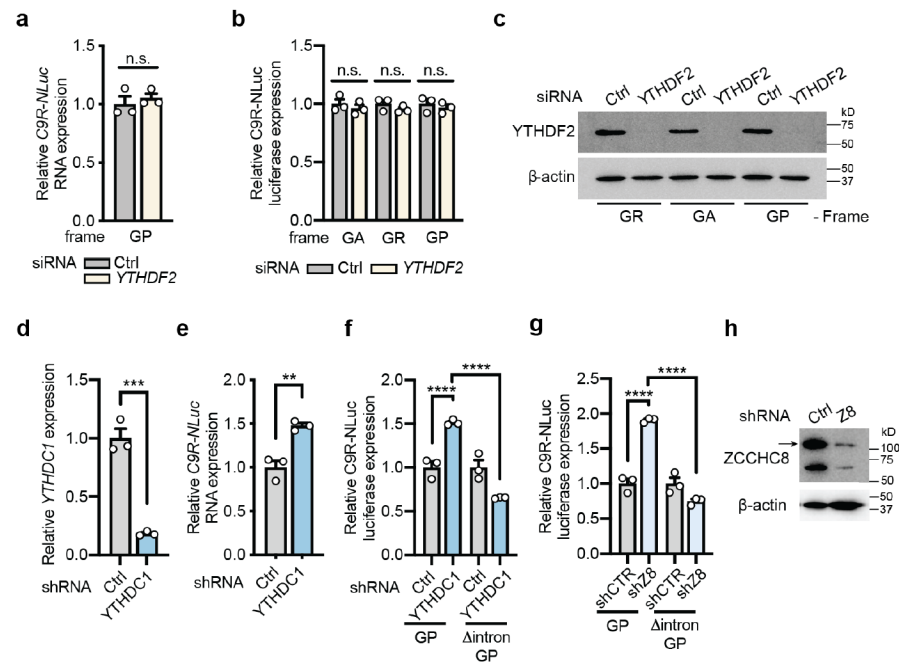 a
Relative C9R-NLuc
RNA expression
1.5
1.0
0.5
0.0
n.s.
frame GP
siRNA Ctrl
YTHDF2
b
Relative C9R-NLuc
luciferase expression
1.5
1.0
0.5
0.0
n.s. n.s. n.s.
frame GA GR GP
siRNA Ctrl YTHDF2
c
siRNA Ctrl YTHDF2 Ctrl YTHDF2 Ctrl YTHDF2
kD
YTHDF2
75
50
β-actin
50
37
GR GA GP - Frame
d
Relative YTHDC1 expression
1.5
1.0
0.5
0.0
***
shRNA Ctrl YTHDC1
e
Relative C9R-NLuc
RNA expression
2.0
1.5
1.0
0.5
0.0
**
shRNA Ctrl YTHDC1
f
Relative C9R-NLuc
luciferase expression
2.0
1.5
1.0
0.5
0.0
**** ****
Ctrl YTHDC1 Ctrl YTHDC1
GP Δintron
GP
g
Relative C9R-NLuc
luciferase expression
2.5
2.0
1.5
1.0
0.5
0.0
**** ****
shCTR shZ8 shCTR shZ8
GP Δintron
GP
h
shRNA Ctrl Z8
kD
ZCCHC8
100
75
50
β-actin
50
37